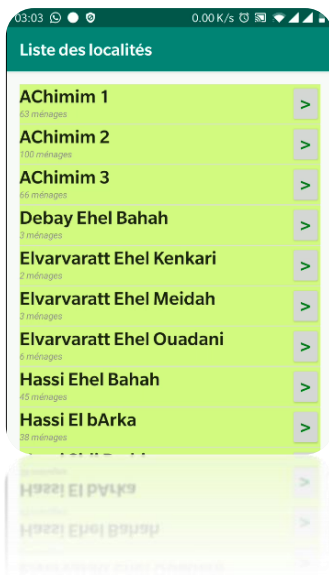 03:03 0.00 K/s
Liste des localités
AChimim 1
63 ménages
>
AChimim 2
100 ménages
>
AChimim 3
66 ménages
>
Debay Ehel Bahah
3 ménages
>
Elvarvaratt Ehel Kenkari
2 ménages
>
Elvarvaratt Ehel Meidah
3 ménages
>
Elvarvaratt Ehel Ouadani
6 ménages
>
Hassi Ehel Bahah
45 ménages
>
Hassi El bArka
38 ménages
>